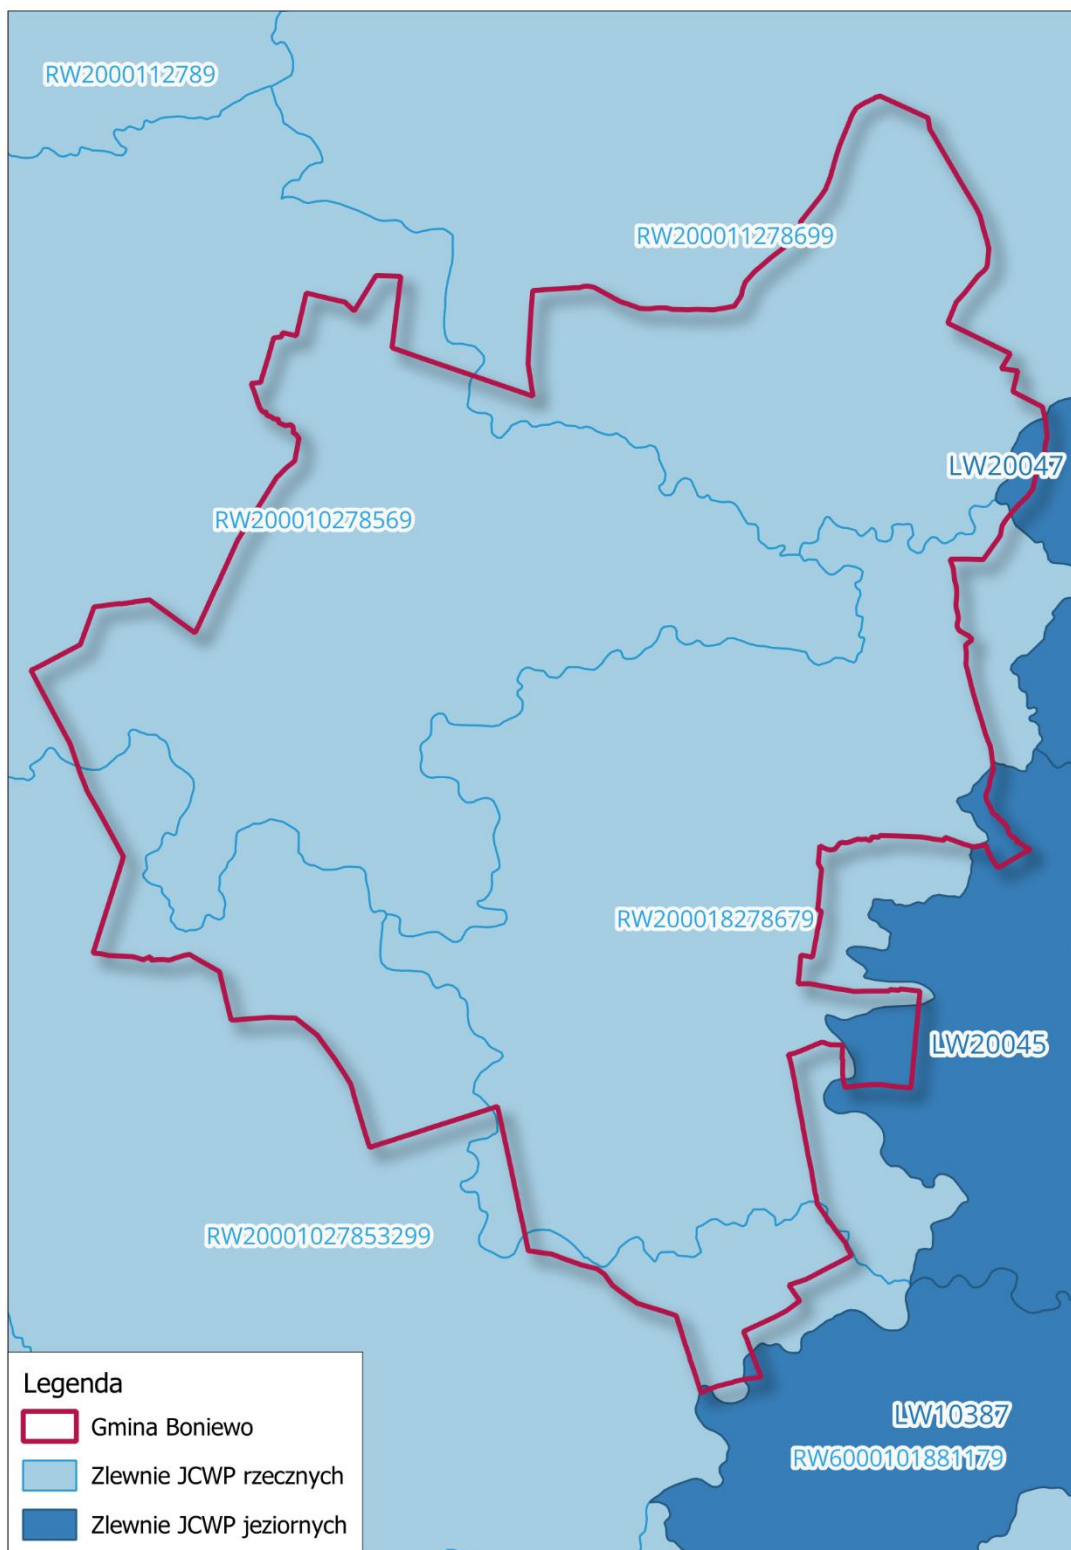 RW2000112789
RW200011278699
LW20047
RW200010278569
RW200018278679
LW20045
RW20001027853299
LW10387
RW6000101881179
Legenda
Gmina Boniewo
Zlewnie JCWP rzecznych
Zlewnie JCWP jeziornych